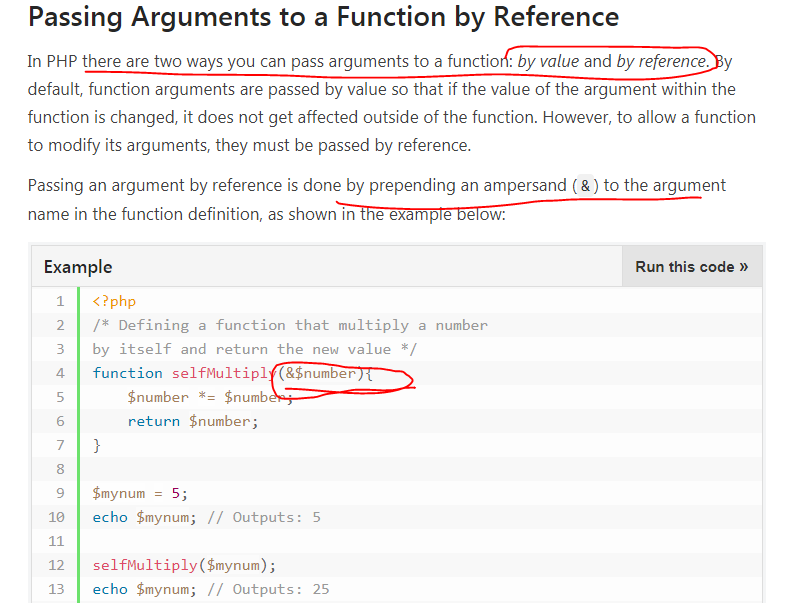 Passing Arguments to a Function by Reference
In PHP there are two ways you can pass arguments to a function: by value and by reference. By
default, function arguments are passed by value so that if the value of the argument within the
function is changed, it does not get affected outside of the function. However, to allow a function
to modify its arguments, they must be passed by reference.
Passing an argument by reference is done by prepending an ampersand (&) to the argument
name in the function definition, as shown in the example below:
Example Run this code »
1 <?php
2 /* Defining a function that multiply a number
3 by itself and return the new value */
4 function selfMultiply(&$number){
5 $number *= $number;
6 return $number;
7 }
8
9 $mynum = 5;
10 echo $mynum; // Outputs: 5
11
12 selfMultiply($mynum);
13 echo $mynum; // Outputs: 25